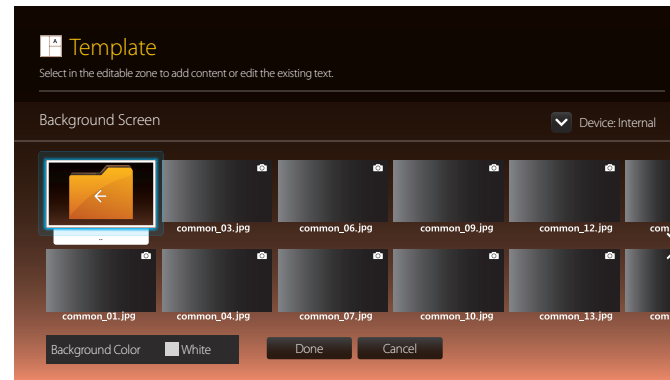 A
Template
Select in the editable zone to add content or edit the existing text.
Background Screen
Device: Internal
common_03.jpg
common_06.jpg
common_09.jpg
common_12.jpg
com
..
common_01.jpg
common_04.jpg
common_07.jpg
common_10.jpg
common_13.jpg
com
Background Color
White
Done
Cancel